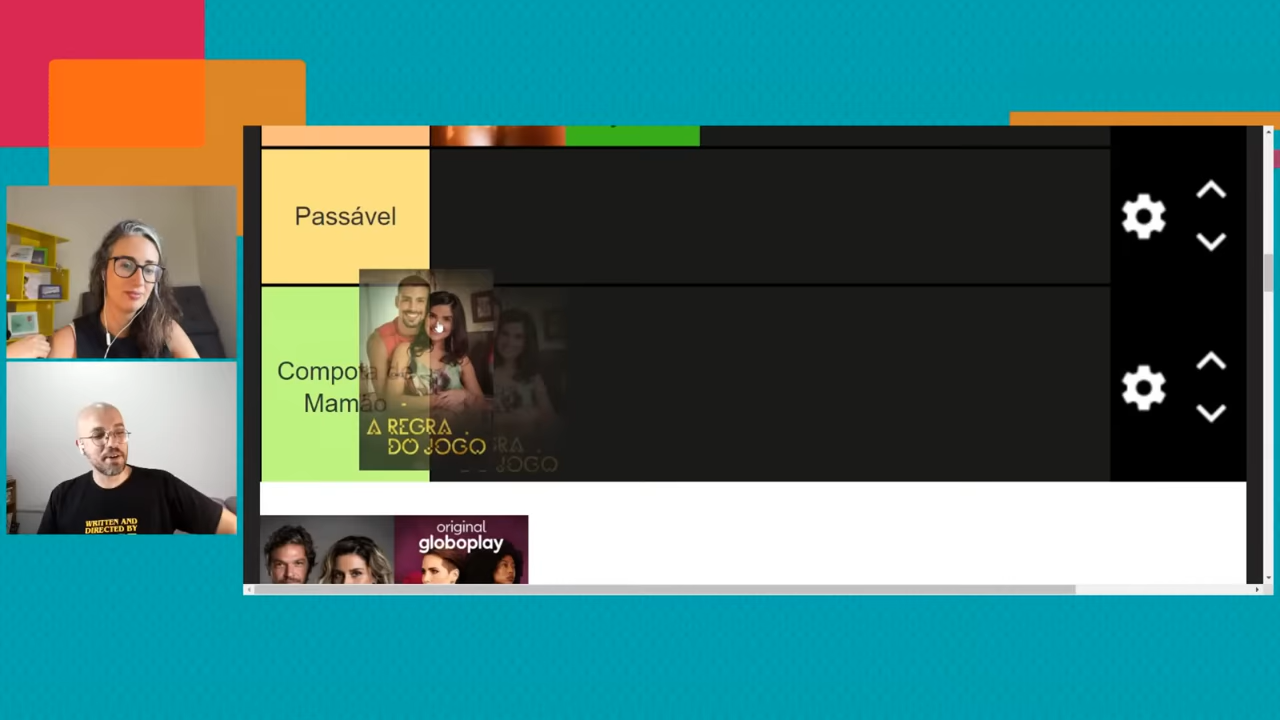 Passável
Compota de
Mamão
A REGRA
DO JOGO
original
globoplay
WRITTEN AND
DIRECTED BY